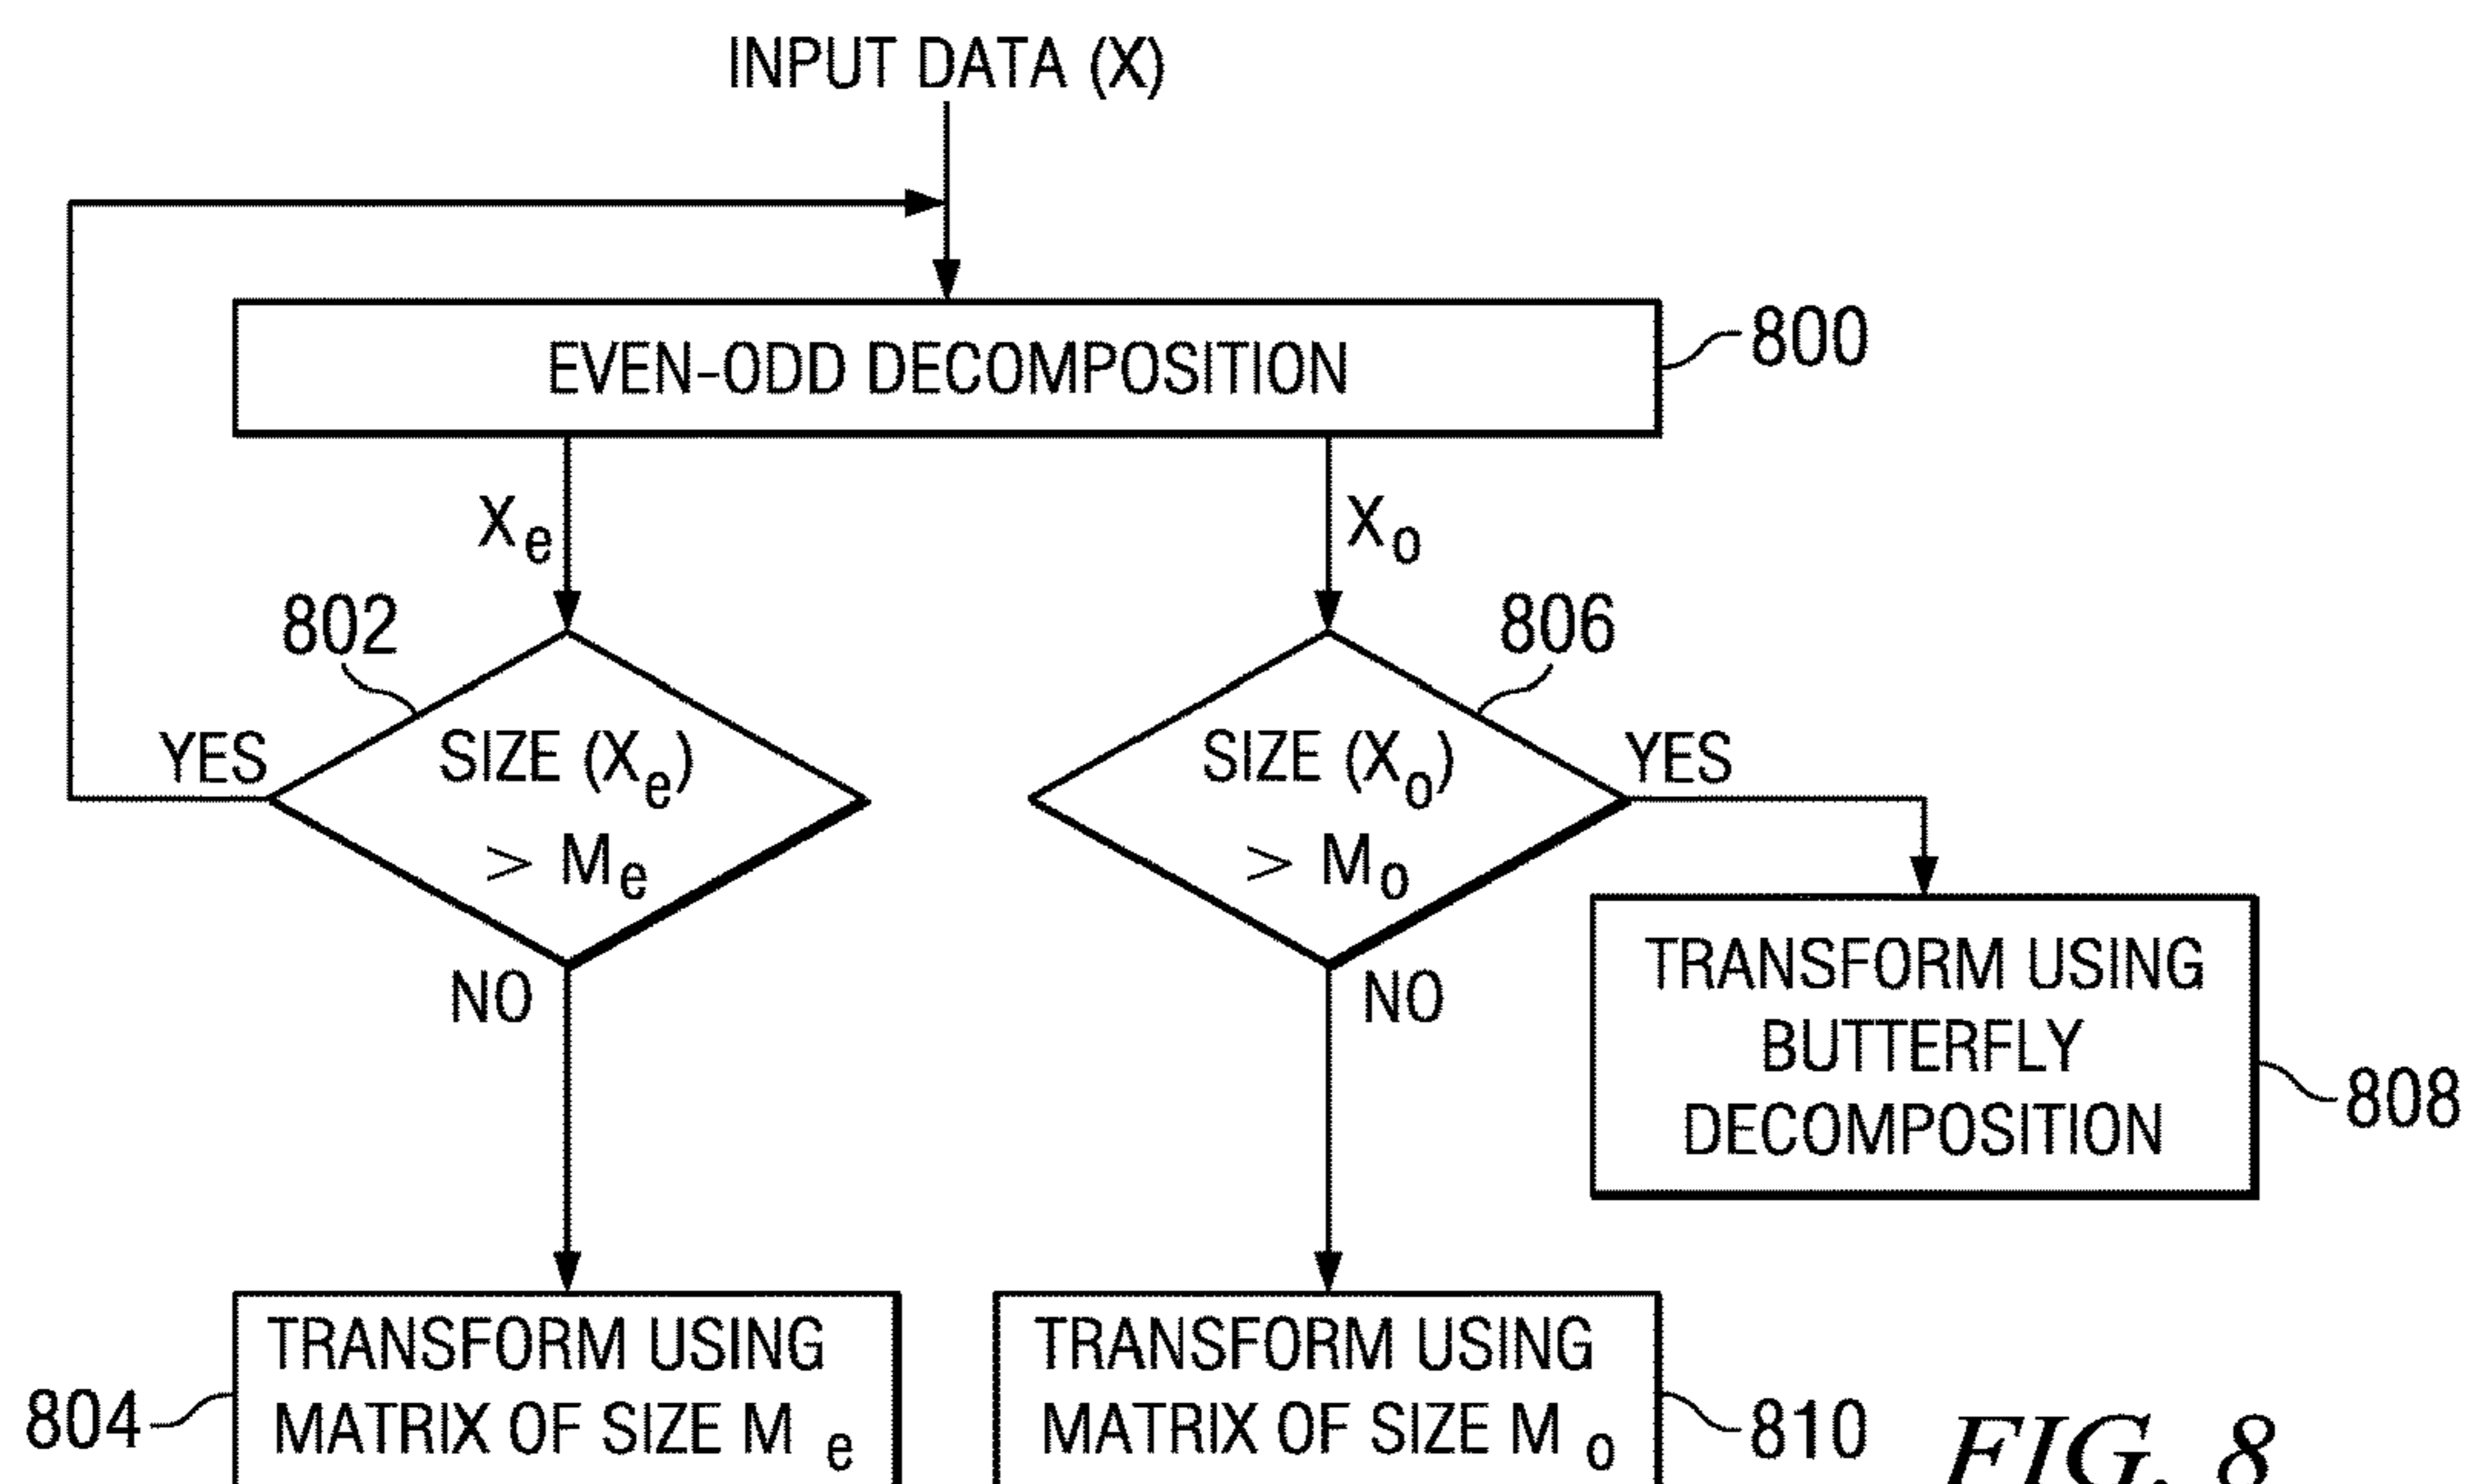 INPUT DATA (X)
EVEN-ODD DECOMPOSITION
800
Xe
Xo
802
806
YES
SIZE (Xe)
> Me
SIZE (Xo)
> Mo
YES
NO
NO
TRANSFORM USING
BUTTERFLY
DECOMPOSITION
808
TRANSFORM USING
MATRIX OF SIZE Me
804
TRANSFORM USING
MATRIX OF SIZE Mo
810
FIG. 8